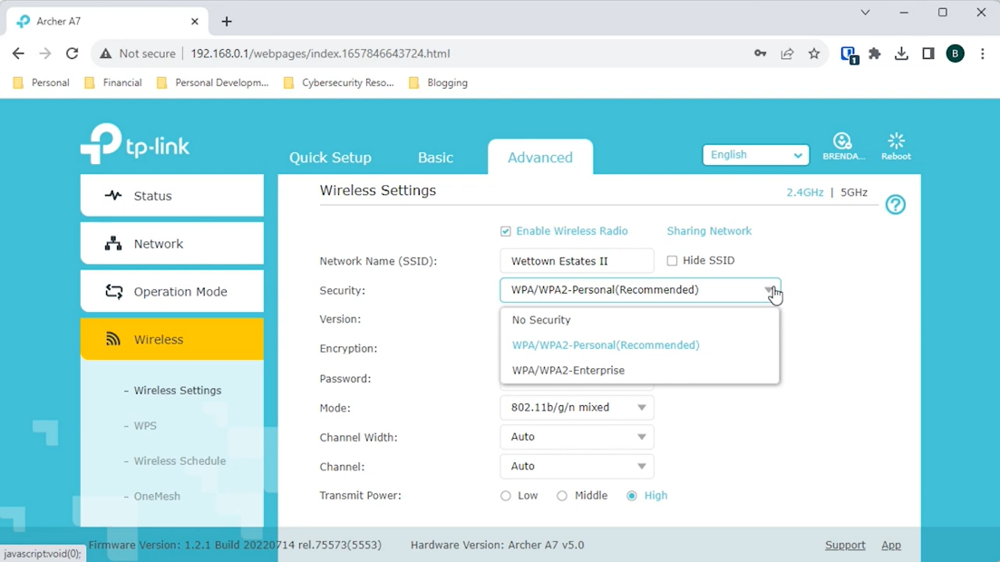 Archer A7
Not secure 192.168.0.1/webpages/index.1657846643724.html
1 B
Personal Financial Personal Developm... Cybersecurity Reso... Blogging
tp-link
Quick Setup Basic Advanced English BRENDA... Reboot
Status
Network
Operation Mode
Wireless
- Wireless Settings
- WPS
- Wireless Schedule
- OneMesh
Wireless Settings 2.4GHz | 5GHz
?
Enable Wireless Radio Sharing Network
Network Name (SSID): Wettown Estates II Hide SSID
Security: WPA/WPA2-Personal(Recommended)
No Security
WPA/WPA2-Personal(Recommended)
WPA/WPA2-Enterprise
Version:
Encryption:
Password:
Mode: 802.11b/g/n mixed
Channel Width: Auto
Channel: Auto
Transmit Power: Low Middle High
Firmware Version: 1.2.1 Build 20220714 rel.75573(5553) Hardware Version: Archer A7 v5.0 Support App
javascript:void(0);